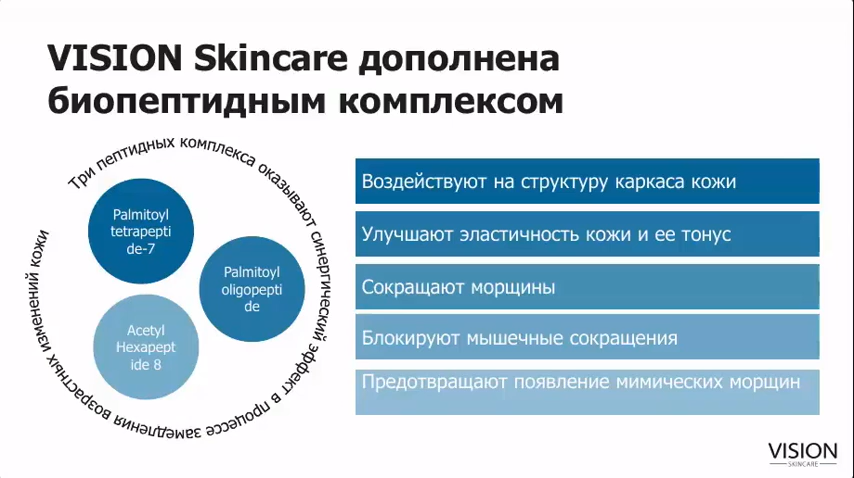 VISION Skincare дополнена
биопептидным комплексом
Три пептидных комплекса оказывают синергический эффект в процессе замедления возрастных изменений кожи
Palmitoyl
tetrapepti
de-7
Palmitoyl
oligopepti
de
Acetyl
Hexapept
ide 8
Воздействуют на структуру каркаса кожи
Улучшают эластичность кожи и ее тонус
Сокращают морщины
Блокируют мышечные сокращения
Предотвращают появление мимических морщин
VISION
SKINCARE